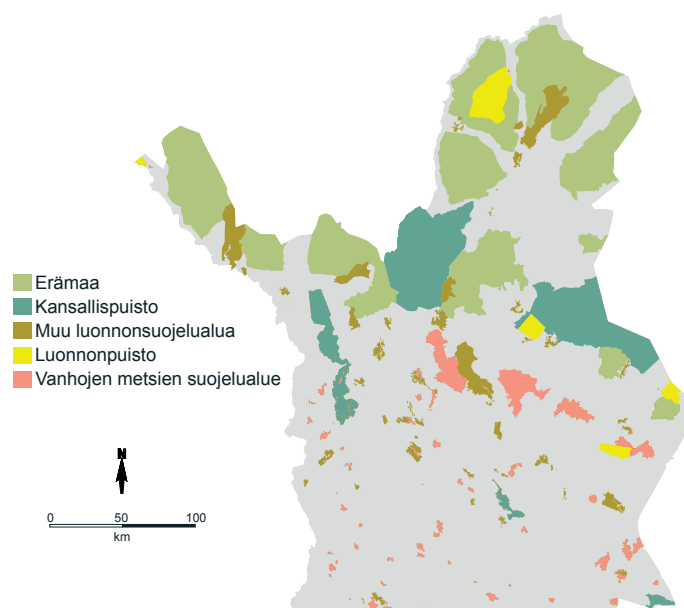 Erämaa
Kansallispuisto
Muu luonnonsuojelualua
Luonnonpuisto
Vanhojen metsien suojelualue
N
0 50 100
km